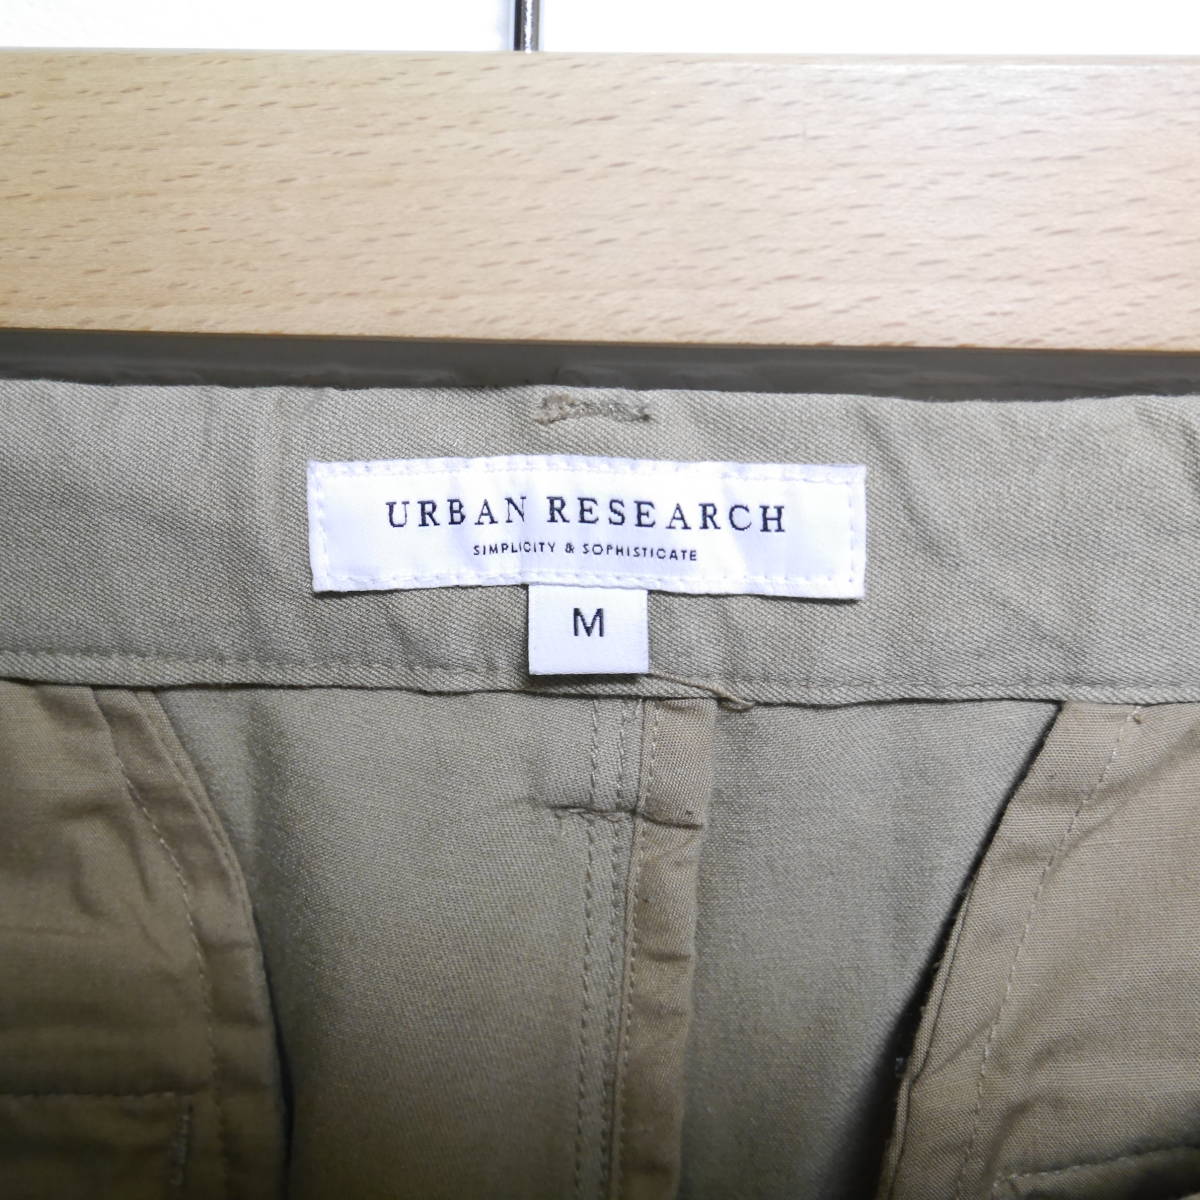 URBAN RESEARCH
SIMPLICITY & SOPHISTICATE
M